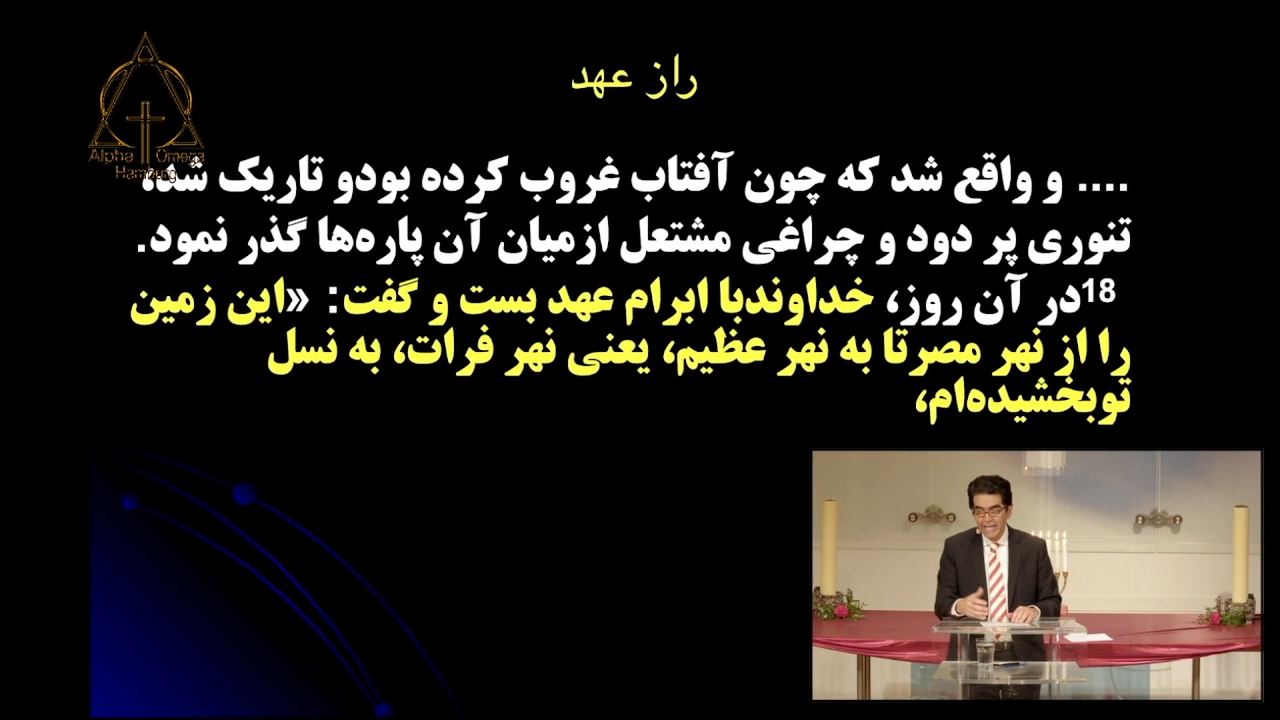 راز عهد
Alpha Omega
Hamburg
.... و واقع شد که چون آفتاب غروب کرده بودو تاریک شد،
تنوری پر دود و چراغی مشتعل ازمیان آن پاره‌ها گذر نمود.
18در آن روز، خداوندبا ابرام عهد بست و گفت: «این زمین
را از نهر مصرتا به نهر عظیم، یعنی نهر فرات، به نسل
توبخشیده‌ام،